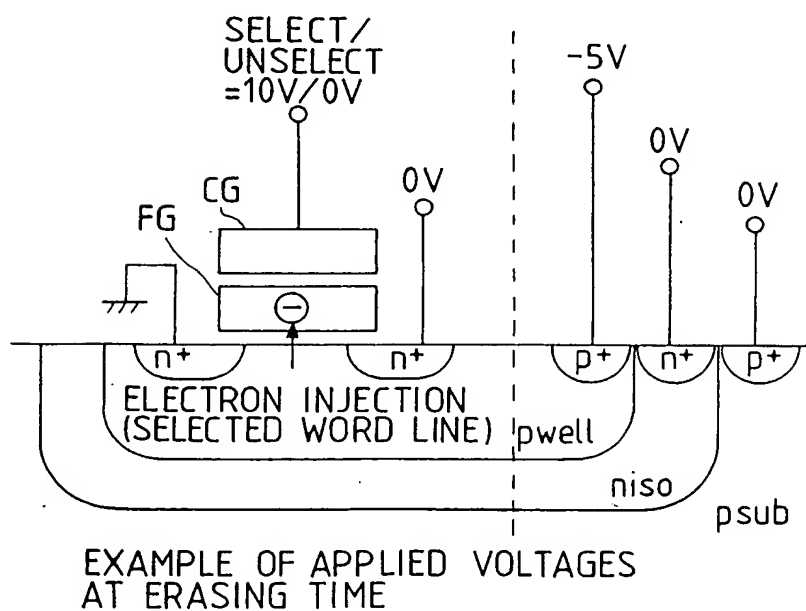 SELECT/
UNSELECT
=10V/0V
-5V
0V
0V
0V
CG
FG
−
n+
n+
p+
n+
p+
ELECTRON INJECTION
(SELECTED WORD LINE)
pwell
niso
psub
EXAMPLE OF APPLIED VOLTAGES
AT ERASING TIME